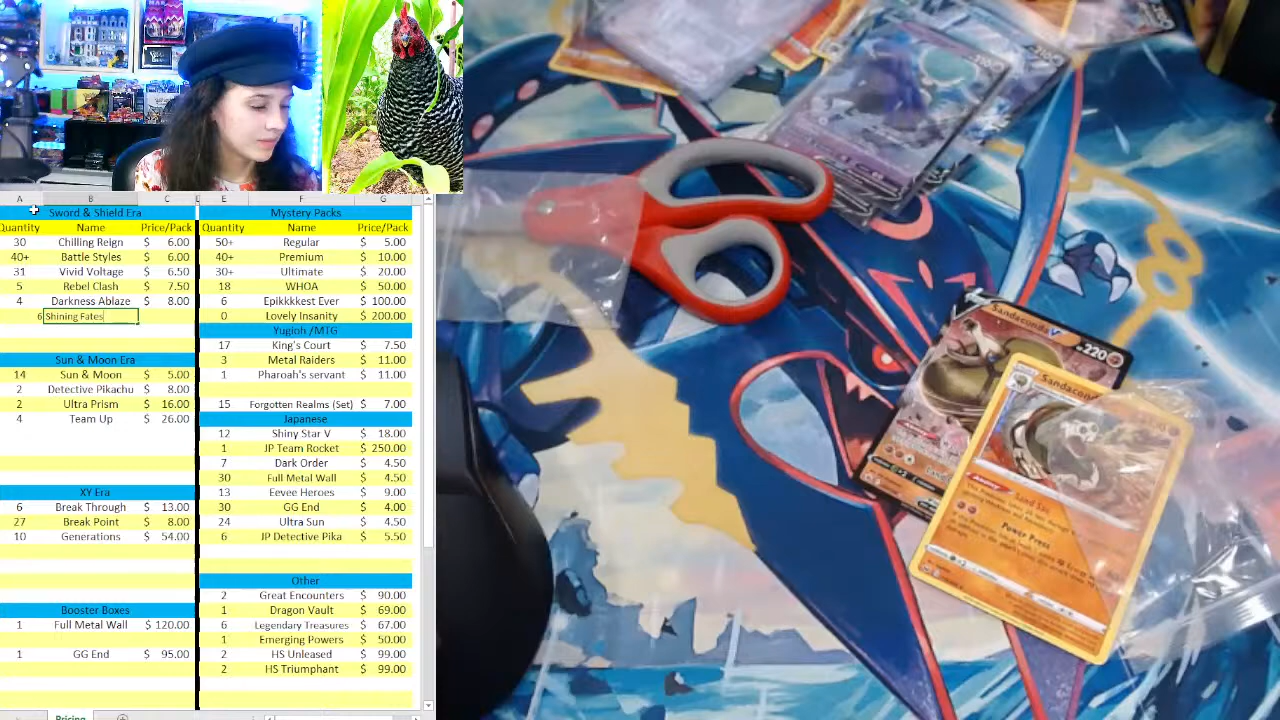 A B C E F G
Sword & Shield Era
Quantity Name Price/Pack
30 Chilling Reign $ 6.00
40+ Battle Styles $ 6.00
31 Vivid Voltage $ 6.50
5 Rebel Clash $ 7.50
4 Darkness Ablaze $ 8.00
6 Shining Fates
Sun & Moon Era
14 Sun & Moon $ 5.00
2 Detective Pikachu $ 8.00
2 Ultra Prism $ 16.00
4 Team Up $ 26.00
XY Era
6 Break Through $ 13.00
27 Break Point $ 8.00
10 Generations $ 54.00
Booster Boxes
1 Full Metal Wall $ 120.00
1 GG End $ 95.00
Mystery Packs
Quantity Name Price/Pack
50+ Regular $ 5.00
40+ Premium $ 10.00
30+ Ultimate $ 20.00
18 WHOA $ 50.00
6 Epikkkkest Ever $ 100.00
0 Lovely Insanity $ 200.00
Yugioh /MTG
17 King's Court $ 7.50
3 Metal Raiders $ 11.00
1 Pharoah's servant $ 11.00
15 Forgotten Realms (Set) $ 7.00
Japanese
12 Shiny Star V $ 18.00
1 JP Team Rocket $ 250.00
7 Dark Order $ 4.50
30 Full Metal Wall $ 4.50
13 Eevee Heroes $ 9.00
30 GG End $ 4.00
24 Ultra Sun $ 4.50
6 JP Detective Pika $ 5.50
Other
2 Great Encounters $ 90.00
1 Dragon Vault $ 69.00
6 Legendary Treasures $ 67.00
1 Emerging Powers $ 50.00
2 HS Unleased $ 99.00
2 HS Triumphant $ 99.00
Pricing
Sandaconda V 220
Sandaconda
Sand Sac
Power Press